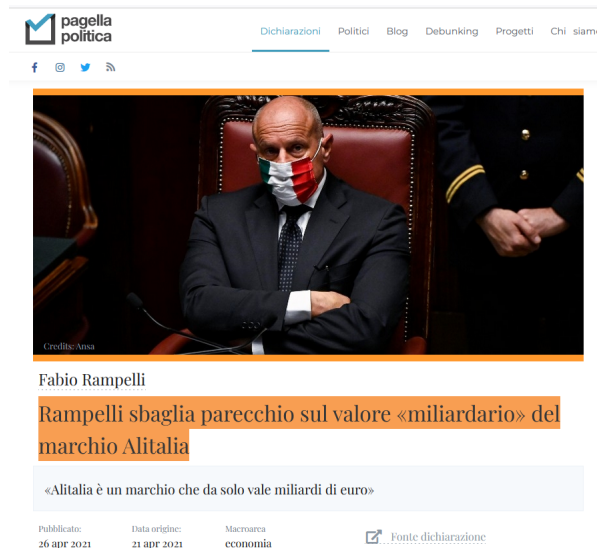 pagella
politica
Dichiarazioni Politici Blog Debunking Progetti Chi siamo
Credits: Ansa
Fabio Rampelli
Rampelli sbaglia parecchio sul valore «miliardario» del
marchio Alitalia
«Alitalia è un marchio che da solo vale miliardi di euro»
Pubblicato: Data origine: Macroarea
26 apr 2021 21 apr 2021 economia
Fonte dichiarazione